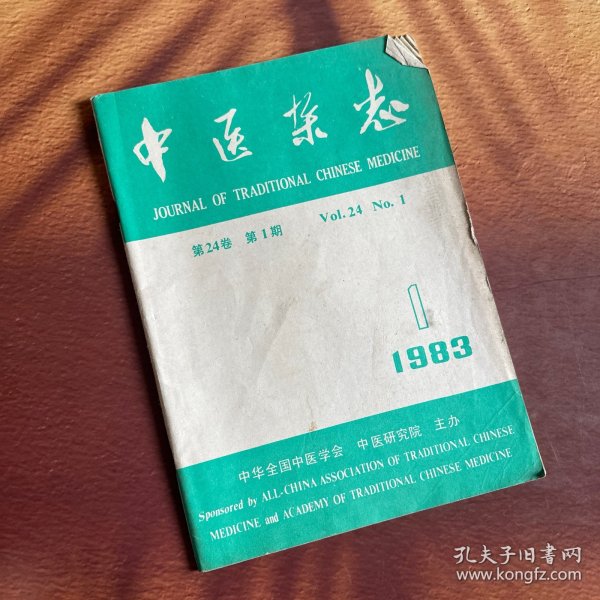 中医杂志
JOURNAL OF TRADITIONAL CHINESE MEDICINE
第24卷 第1期 Vol.24 No.1
1
1983
中华全国中医学会 中医研究院 主办
Sponsored by ALL-CHINA ASSOCIATION OF TRADITIONAL CHINESE
MEDICINE and ACADEMY OF TRADITIONAL CHINESE MEDICINE
孔夫子旧书网
www.kongfz.com